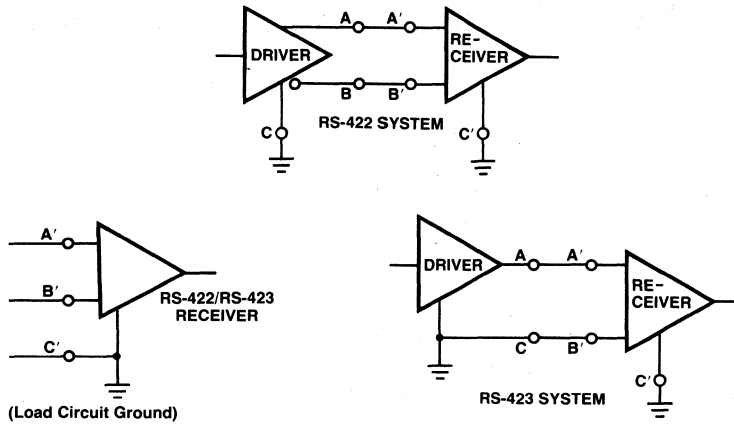 A A′
DRIVER
RE-
CEIVER
B B′
C
RS-422 SYSTEM
C′
A′
B′
RS-422/RS-423
RECEIVER
C′
(Load Circuit Ground)
DRIVER
A A′
RE-
CEIVER
C B′
C′
RS-423 SYSTEM